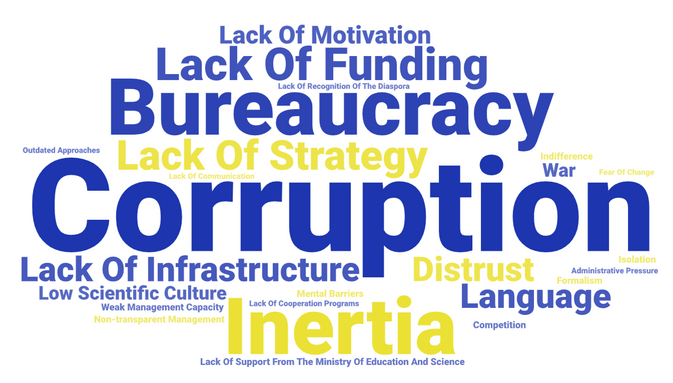 Lack Of Motivation
Lack Of Funding
Lack Of Recognition Of The Diaspora
Bureaucracy
Outdated Approaches
Lack Of Strategy
Indifference
War
Fear Of Change
Lack Of Communication
Corruption
Isolation
Lack Of Infrastructure
Distrust
Administrative Pressure
Formalism
Low Scientific Culture
Mental Barriers
Language
Weak Management Capacity
Lack Of Cooperation Programs
Non-transparent Management
Inertia
Competition
Lack Of Support From The Ministry Of Education And Science